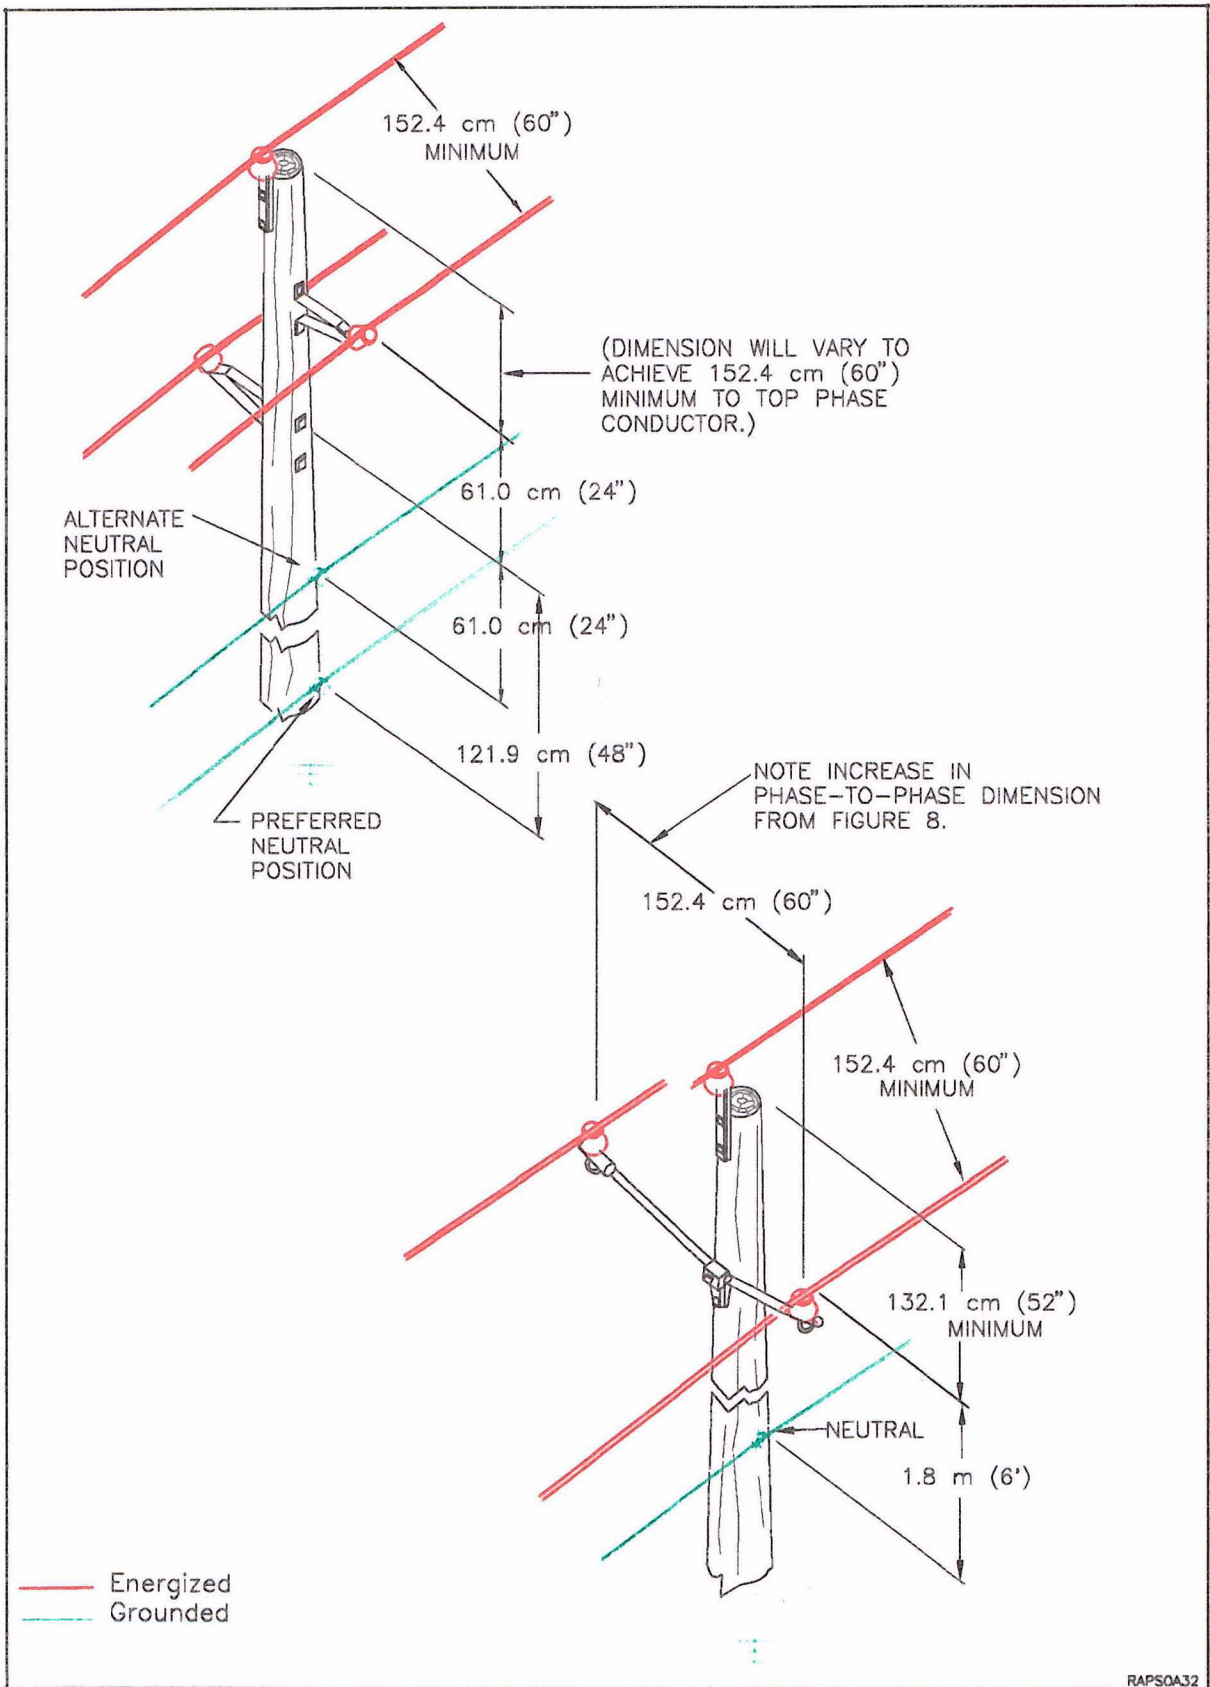 152.4 cm (60")
MINIMUM
(DIMENSION WILL VARY TO
ACHIEVE 152.4 cm (60")
MINIMUM TO TOP PHASE
CONDUCTOR.)
61.0 cm (24")
ALTERNATE
NEUTRAL
POSITION
61.0 cm (24")
121.9 cm (48")
PREFERRED
NEUTRAL
POSITION
NOTE INCREASE IN
PHASE-TO-PHASE DIMENSION
FROM FIGURE 8.
152.4 cm (60")
152.4 cm (60")
MINIMUM
132.1 cm (52")
MINIMUM
NEUTRAL
1.8 m (6')
Energized
Grounded
RAPSOA32